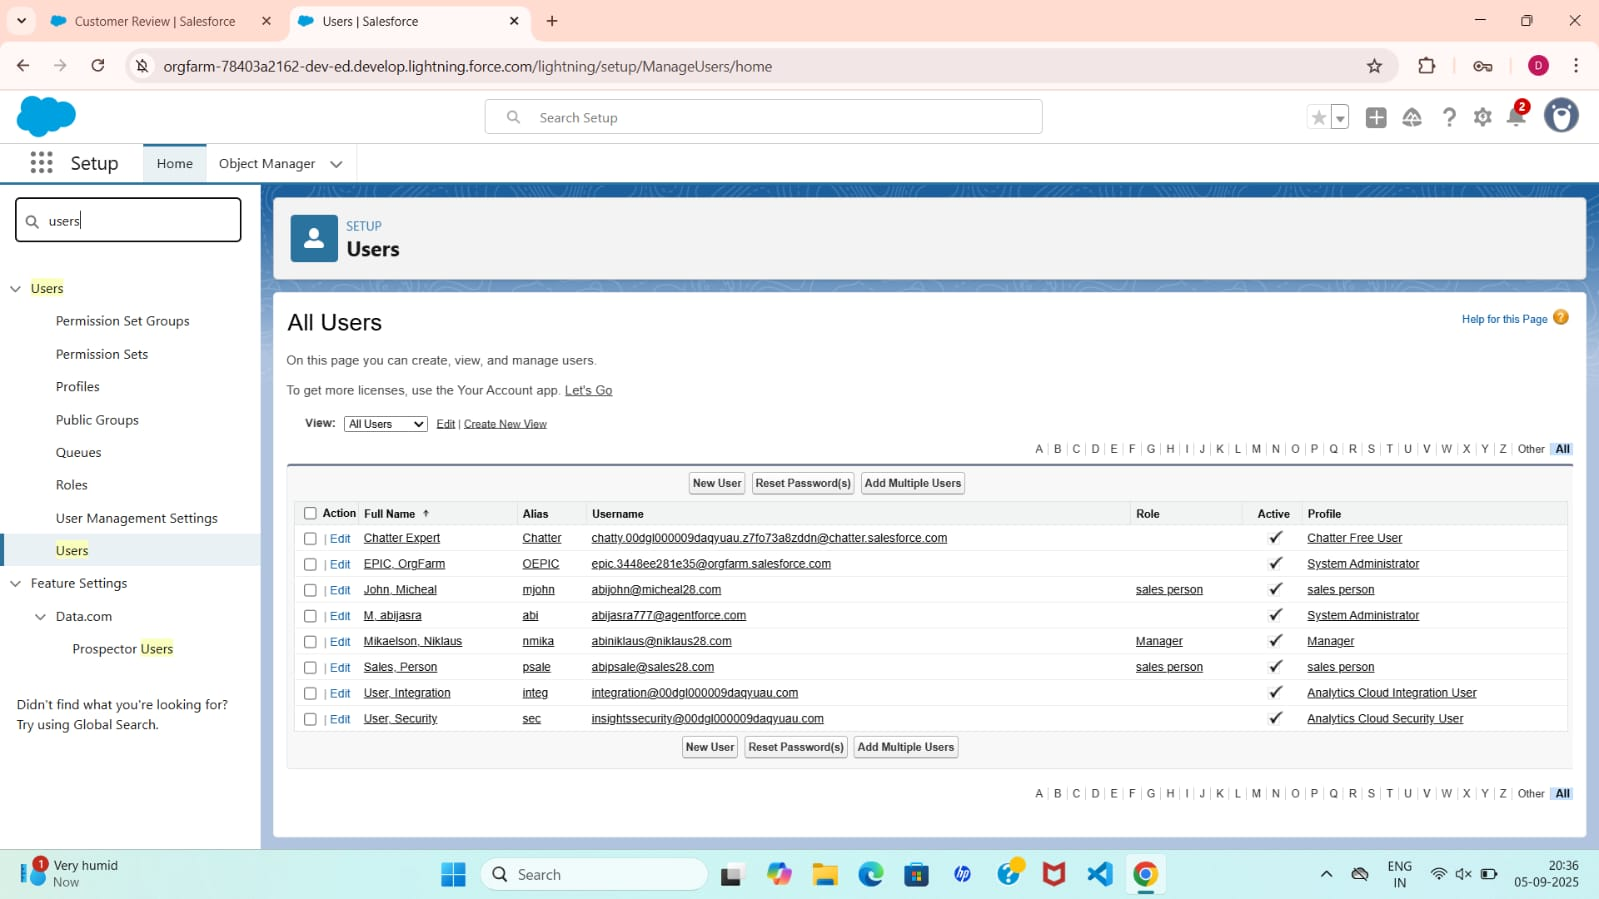 Customer Review | Salesforce
Users | Salesforce
orgfarm-78403a2162-dev-ed.develop.lightning.force.com/lightning/setup/ManageUsers/home
D
Search Setup
2
Setup
Home
Object Manager
users
Users
Permission Set Groups
Permission Sets
Profiles
Public Groups
Queues
Roles
User Management Settings
Users
Feature Settings
Data.com
Prospector Users
Didn't find what you're looking for?
Try using Global Search.
SETUP
Users
All Users
Help for this Page ?
On this page you can create, view, and manage users.
To get more licenses, use the Your Account app. Let's Go
View: All Users Edit | Create New View
A B C D E F G H I J K L M N O P Q R S T U V W X Y Z Other All
New User Reset Password(s) Add Multiple Users
Action Full Name Alias Username Role Active Profile
| Edit Chatter Expert Chatter chatty.00dgl000009daqyuau.z7fo73a8zddn@chatter.salesforce.com Chatter Free User
| Edit EPIC, OrgFarm OEPIC epic.3448ee281e35@orgfarm.salesforce.com System Administrator
| Edit John, Micheal mjohn abijohn@micheal28.com sales person sales person
| Edit M, abijasra abi abijasra777@agentforce.com System Administrator
| Edit Mikaelson, Niklaus nmika abiniklaus@niklaus28.com Manager Manager
| Edit Sales, Person psale abipsale@sales28.com sales person sales person
| Edit User, Integration integ integration@00dgl000009daqyuau.com Analytics Cloud Integration User
| Edit User, Security sec insightssecurity@00dgl000009daqyuau.com Analytics Cloud Security User
New User Reset Password(s) Add Multiple Users
A B C D E F G H I J K L M N O P Q R S T U V W X Y Z Other All
1
Very humid
Now
Search
hp
ENG
IN
20:36
05-09-2025